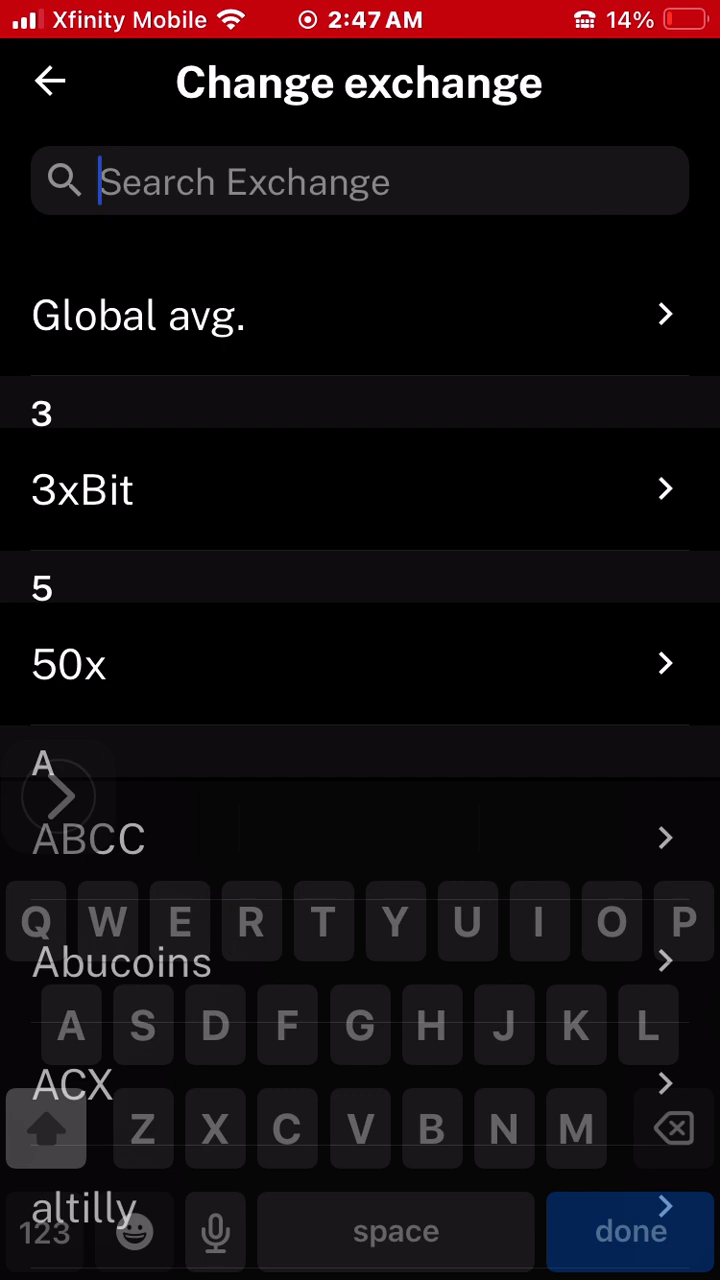 Xfinity Mobile 2:47 AM 14%
Change exchange
Search Exchange
Global avg.
3
3xBit
5
50x
A
ABCC
Q W E R T Y U I O P
Abucoins
A S D F G H J K L
ACX
Z X C V B N M
altilly
123 space done